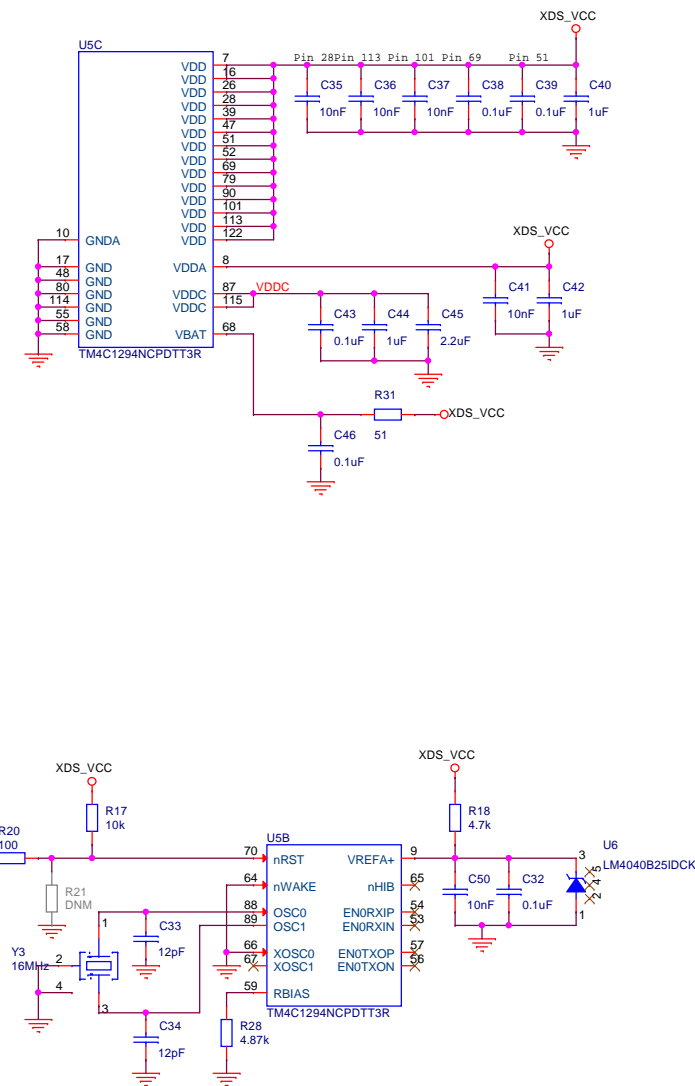 XDS_VCC
U5C
Pin 28 Pin 113 Pin 101 Pin 69 Pin 51
7 VDD
16 VDD
26 VDD
28 VDD
39 VDD
47 VDD
51 VDD
52 VDD
69 VDD
79 VDD
90 VDD
101 VDD
113 VDD
122 VDD
C35 C36 C37 C38 C39 C40
10nF 10nF 10nF 0.1uF 0.1uF 1uF
10 GNDA
17 GND
48 GND
80 GND
114 GND
55 GND
58 GND
XDS_VCC
VDDA 8
C41 C42
10nF 1uF
VDDC 87 VDDC
VDDC 115
C43 C44 C45
0.1uF 1uF 2.2uF
VBAT 68
TM4C1294NCPDTT3R
R31
51
XDS_VCC
C46
0.1uF
XDS_VCC
R17
10k
R20
100
R21
DNM
XDS_VCC
R18
4.7k
U5B
70 nRST
64 nWAKE
88 OSC0
89 OSC1
66 XOSC0
67 XOSC1
59 RBIAS
VREFA+ 9
nHIB 65
EN0RXIP 54
EN0RXIN 53
EN0TXOP 57
EN0TXON 56
TM4C1294NCPDTT3R
C50 C32
10nF 0.1uF
U6
LM4040B25IDCK
3
5
4
2
1
C33
12pF
Y3
16MHz
1
2
4
3
C34
12pF
R28
4.87k